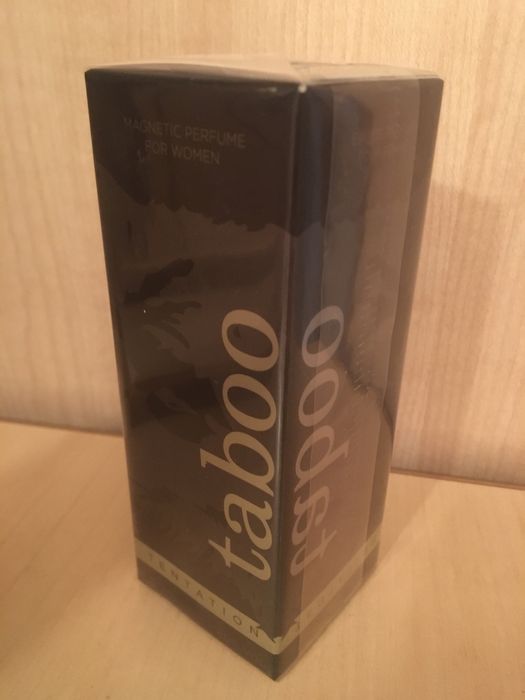 MAGNETIC PERFUME
FOR WOMEN
taboo
taboo
TENTATION